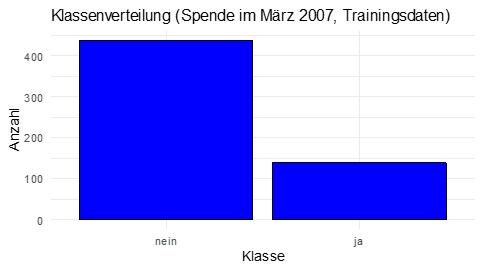 Klassenverteilung (Spende im März 2007, Trainingsdaten)
Anzahl
400
300
200
100
0
nein ja
Klasse